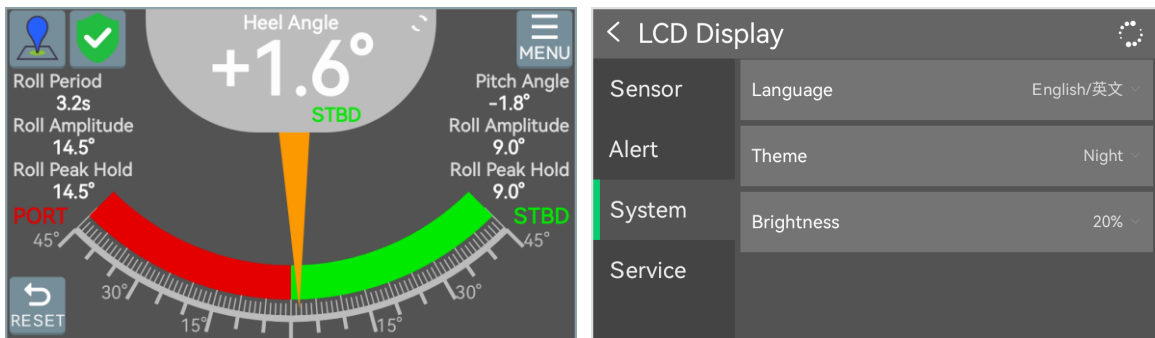 Heel Angle
+1.6°
STBD
MENU
Roll Period
3.2s
Roll Amplitude
14.5°
Roll Peak Hold
14.5°
PORT
Pitch Angle
-1.8°
Roll Amplitude
9.0°
Roll Peak Hold
9.0°
STBD
45°
30°
15°
15°
30°
45°
RESET
< LCD Display
Sensor
Alert
System
Service
Language English/英文
Theme Night
Brightness 20%